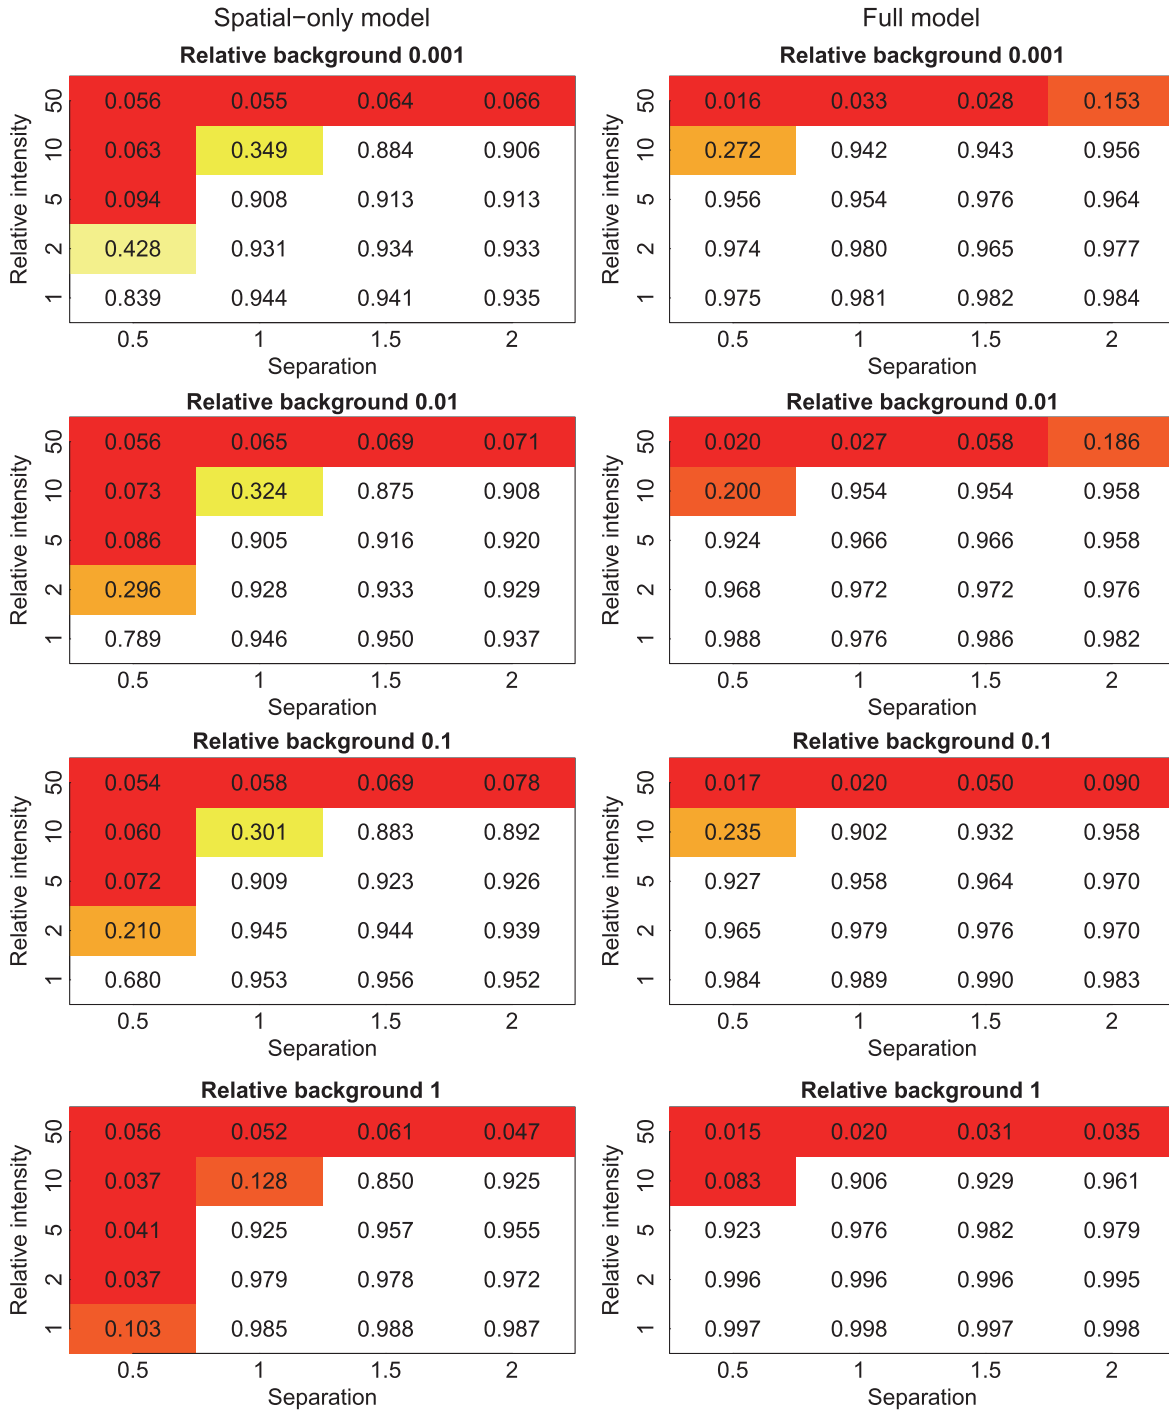 Spatial−only model
Full model
Relative background 0.001
Relative intensity
50 0.056 0.055 0.064 0.066
10 0.063 0.349 0.884 0.906
5 0.094 0.908 0.913 0.913
2 0.428 0.931 0.934 0.933
1 0.839 0.944 0.941 0.935
0.5 1 1.5 2
Separation
Relative background 0.001
Relative intensity
50 0.016 0.033 0.028 0.153
10 0.272 0.942 0.943 0.956
5 0.956 0.954 0.976 0.964
2 0.974 0.980 0.965 0.977
1 0.975 0.981 0.982 0.984
0.5 1 1.5 2
Separation
Relative background 0.01
Relative intensity
50 0.056 0.065 0.069 0.071
10 0.073 0.324 0.875 0.908
5 0.086 0.905 0.916 0.920
2 0.296 0.928 0.933 0.929
1 0.789 0.946 0.950 0.937
0.5 1 1.5 2
Separation
Relative background 0.01
Relative intensity
50 0.020 0.027 0.058 0.186
10 0.200 0.954 0.954 0.958
5 0.924 0.966 0.966 0.958
2 0.968 0.972 0.972 0.976
1 0.988 0.976 0.986 0.982
0.5 1 1.5 2
Separation
Relative background 0.1
Relative intensity
50 0.054 0.058 0.069 0.078
10 0.060 0.301 0.883 0.892
5 0.072 0.909 0.923 0.926
2 0.210 0.945 0.944 0.939
1 0.680 0.953 0.956 0.952
0.5 1 1.5 2
Separation
Relative background 0.1
Relative intensity
50 0.017 0.020 0.050 0.090
10 0.235 0.902 0.932 0.958
5 0.927 0.958 0.964 0.970
2 0.965 0.979 0.976 0.970
1 0.984 0.989 0.990 0.983
0.5 1 1.5 2
Separation
Relative background 1
Relative intensity
50 0.056 0.052 0.061 0.047
10 0.037 0.128 0.850 0.925
5 0.041 0.925 0.957 0.955
2 0.037 0.979 0.978 0.972
1 0.103 0.985 0.988 0.987
0.5 1 1.5 2
Separation
Relative background 1
Relative intensity
50 0.015 0.020 0.031 0.035
10 0.083 0.906 0.929 0.961
5 0.923 0.976 0.982 0.979
2 0.996 0.996 0.996 0.995
1 0.997 0.998 0.997 0.998
0.5 1 1.5 2
Separation